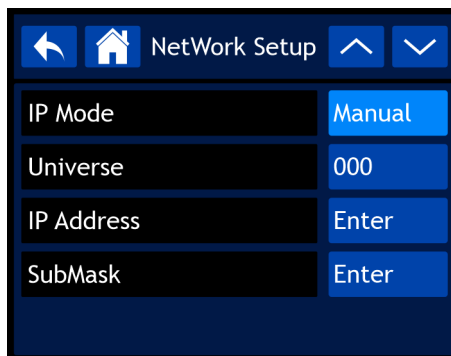 NetWork Setup
IP Mode Manual
Universe 000
IP Address Enter
SubMask Enter